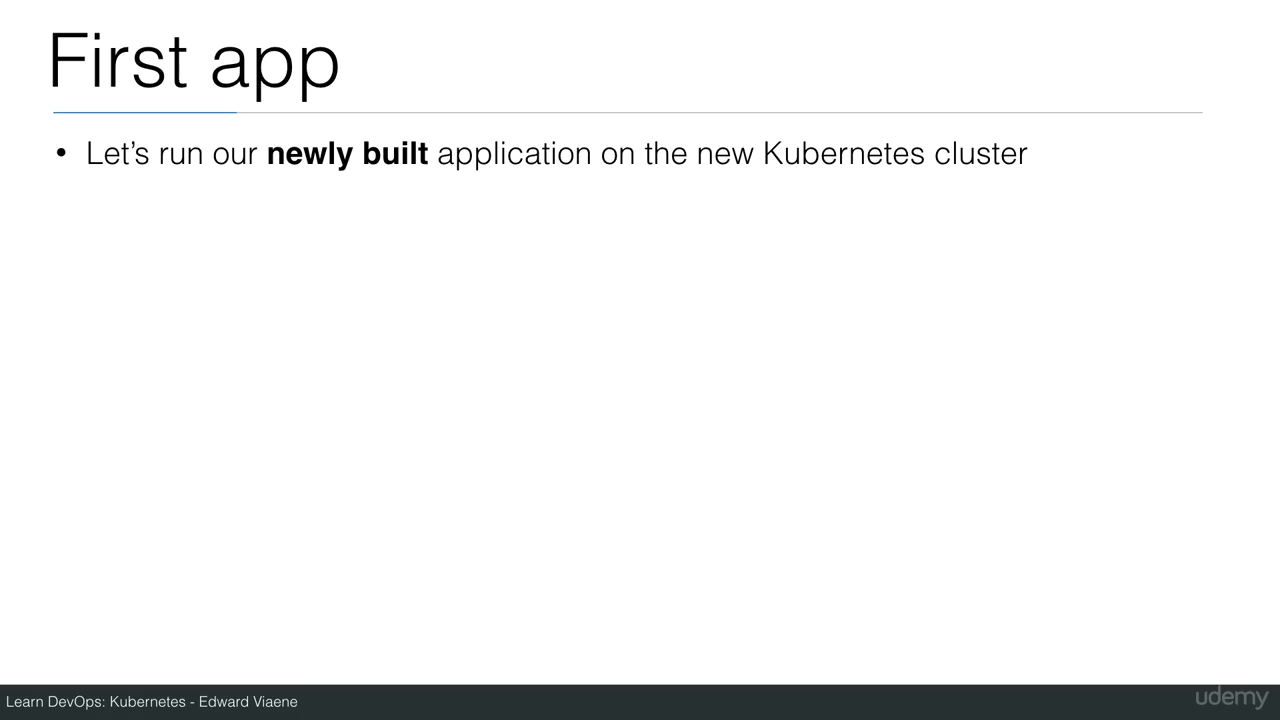 First app
• Let’s run our newly built application on the new Kubernetes cluster
Learn DevOps: Kubernetes - Edward Viaene
udemy